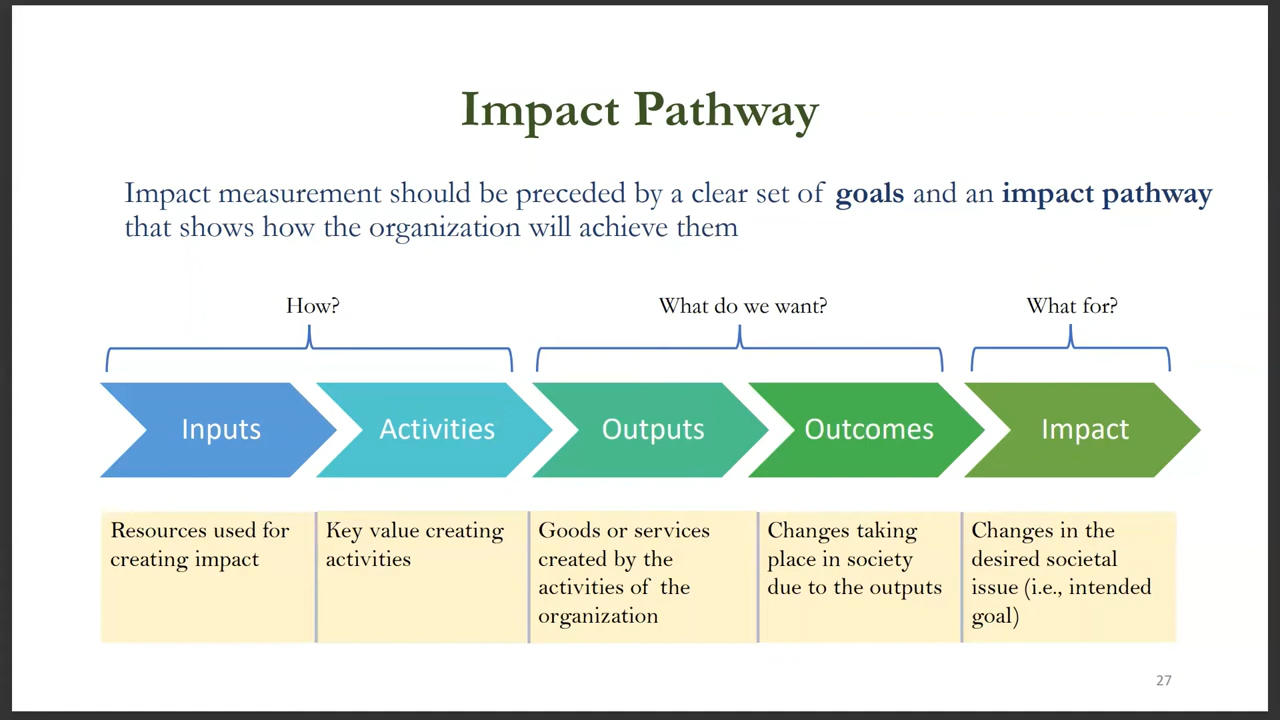 Impact Pathway
Impact measurement should be preceded by a clear set of goals and an impact pathway
that shows how the organization will achieve them
How?
What do we want?
What for?
Inputs
Activities
Outputs
Outcomes
Impact
Resources used for
creating impact
Key value creating
activities
Goods or services
created by the
activities of the
organization
Changes taking
place in society
due to the outputs
Changes in the
desired societal
issue (i.e., intended
goal)
27